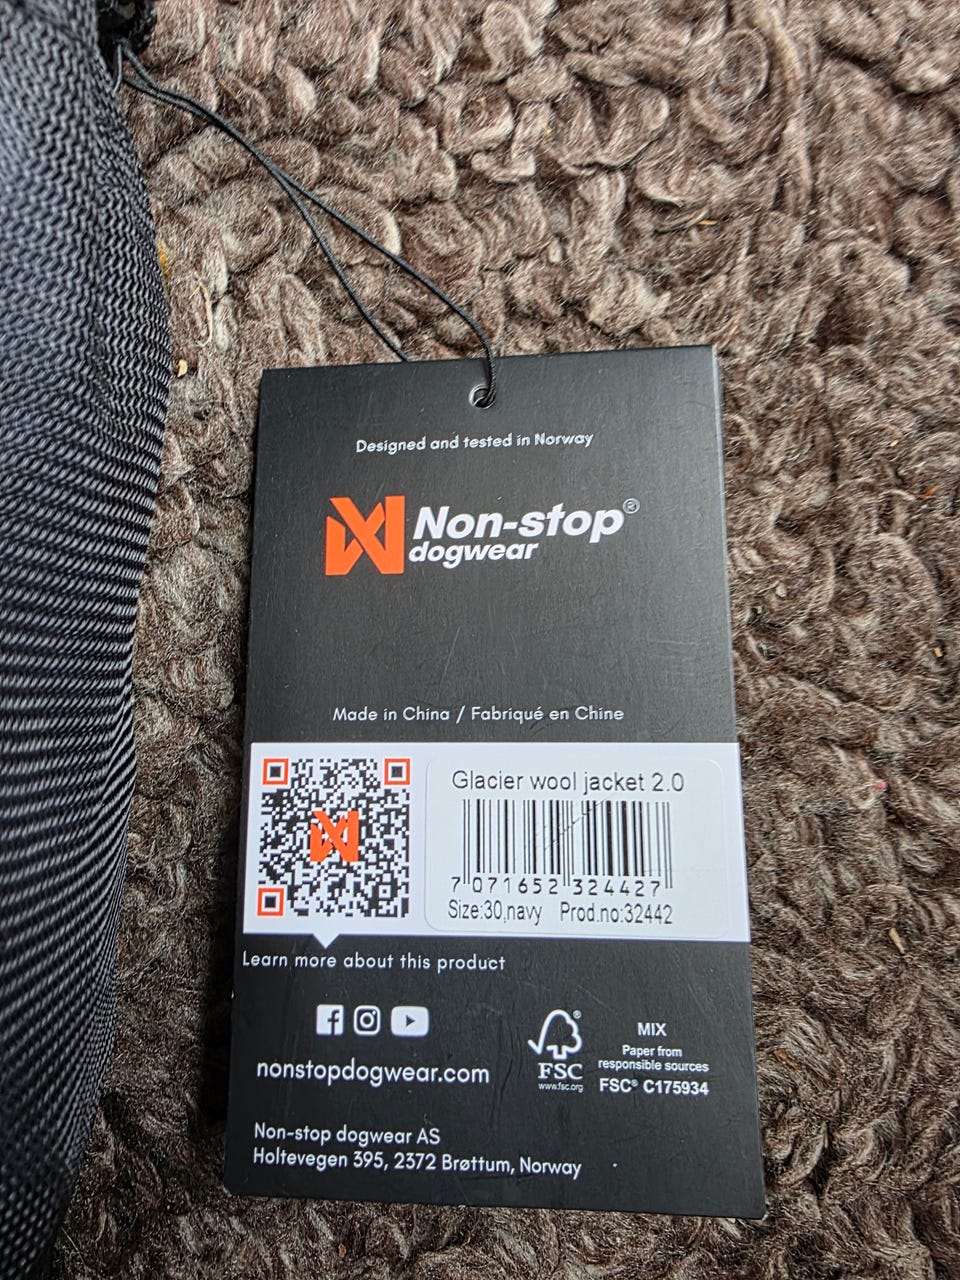 Designed and tested in Norway
Non-stop®
dogwear
Made in China / Fabriqué en Chine
Glacier wool jacket 2.0
7 071652 324427
Size:30,navy Prod.no:32442
Learn more about this product
nonstopdogwear.com
FSC®
www.fsc.org
MIX
Paper from
responsible sources
FSC® C175934
Non-stop dogwear AS
Holtevegen 395, 2372 Brøttum, Norway